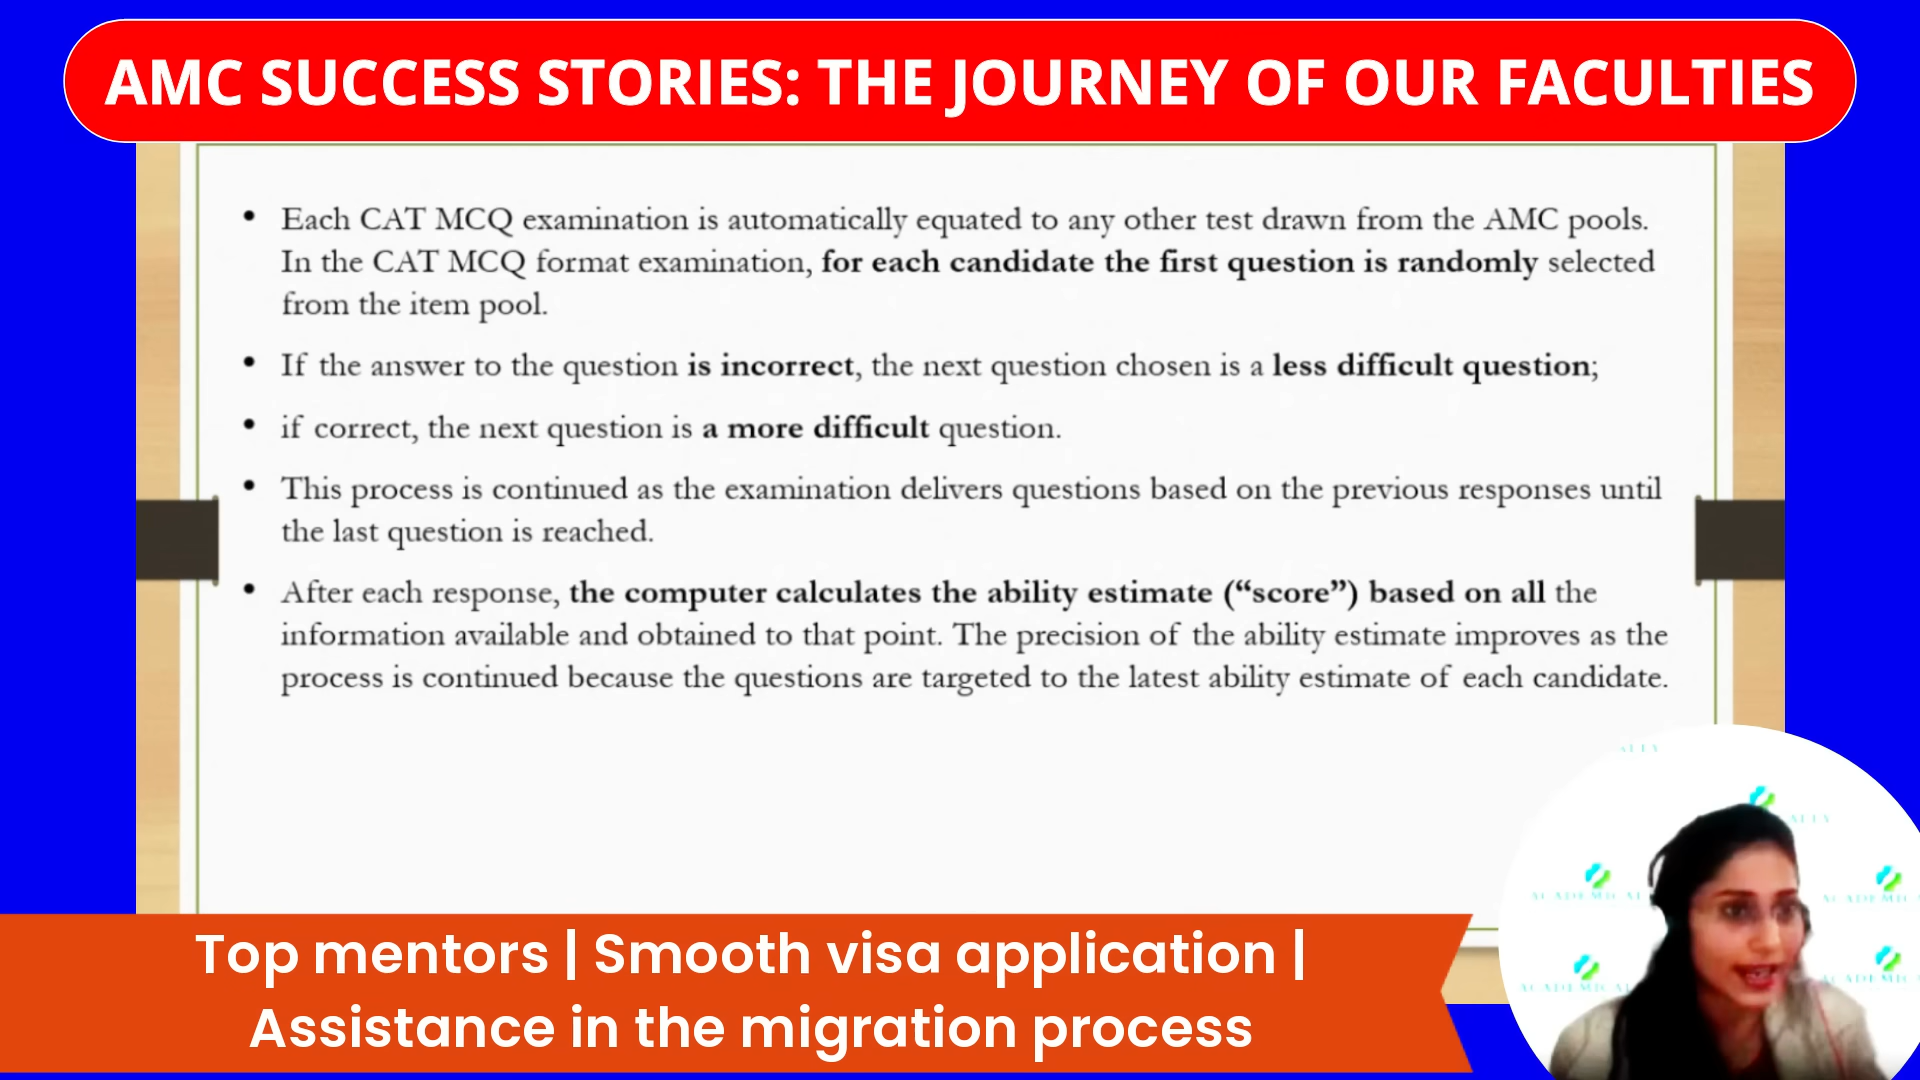 AMC SUCCESS STORIES: THE JOURNEY OF OUR FACULTIES
• Each CAT MCQ examination is automatically equated to any other test drawn from the AMC pools.
In the CAT MCQ format examination, for each candidate the first question is randomly selected
from the item pool.
• If the answer to the question is incorrect, the next question chosen is a less difficult question;
• if correct, the next question is a more difficult question.
• This process is continued as the examination delivers questions based on the previous responses until
the last question is reached.
• After each response, the computer calculates the ability estimate (“score”) based on all the
information available and obtained to that point. The precision of the ability estimate improves as the
process is continued because the questions are targeted to the latest ability estimate of each candidate.
Top mentors | Smooth visa application |
Assistance in the migration process